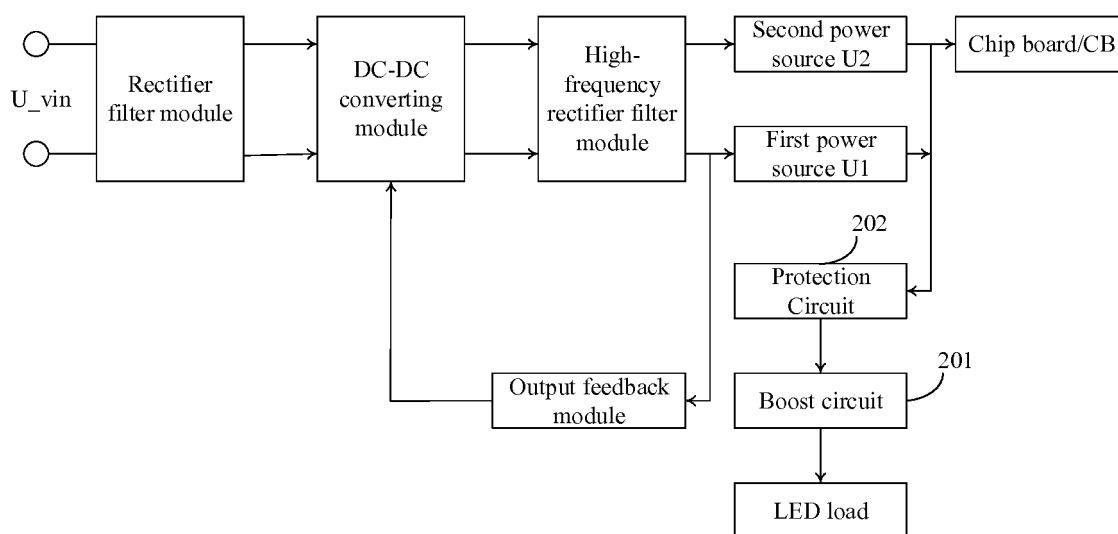 U_vin
Rectifier
filter module
DC-DC
converting
module
High-
frequency
rectifier filter
module
Second power
source U2
Chip board/CB
First power
source U1
202
Protection
Circuit
Output feedback
module
201
Boost circuit
LED load